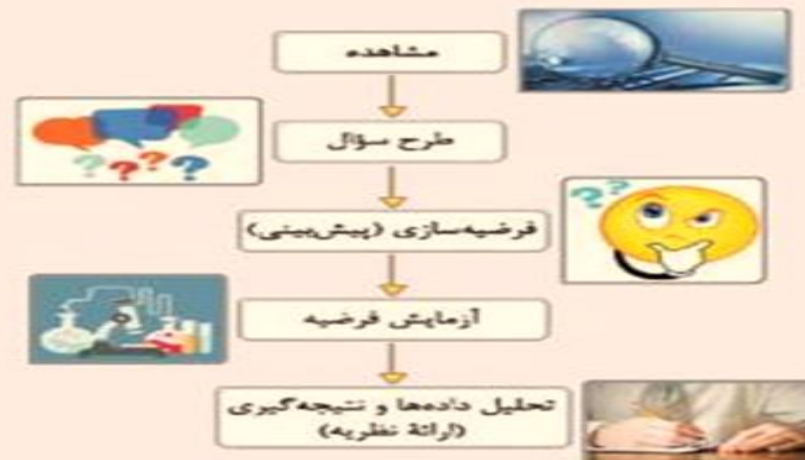 مشاهده
طرح سؤال
فرضیه‌سازی (پیش‌بینی)
آزمایش فرضیه
تحلیل داده‌ها و نتیجه‌گیری
(ارائهٔ نظریه)